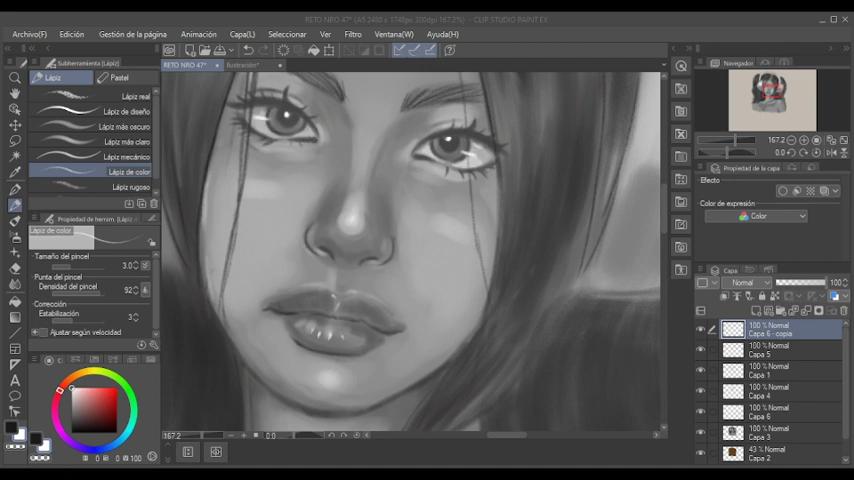 RETO NRO 47* (A5 2480 x 1748px 300dpi 167.2%) - CLIP STUDIO PAINT EX
Archivo(F) Edición Gestión de la página Animación Capa(L) Seleccionar Ver Filtro Ventana(W) Ayuda(H)
Subherramienta (Lápiz)
RETO NRO 47*
Ilustración*
Navegador
Lápiz
Pastel
Lápiz real
Lápiz de diseño
Lápiz más oscuro
Lápiz más claro
Lápiz mecánico
Lápiz de color
Lápiz rugoso
167.2
0.0
Propiedad de la capa
Efecto
Color de expresión
Color
Propiedad de herram. [Lápiz d
Lápiz de color
Tamaño del pincel
3.0
Punta del pincel
Densidad del pincel
92
Corrección
Estabilización
3
Ajustar según velocidad
Capa
Normal
100
100 % Normal
Capa 6 - copia
100 % Normal
Capa 5
100 % Normal
Capa 1
100 % Normal
Capa 4
100 % Normal
Capa 6
100 % Normal
Capa 3
43 % Normal
Capa 2
167.2
0.0
0 0 100